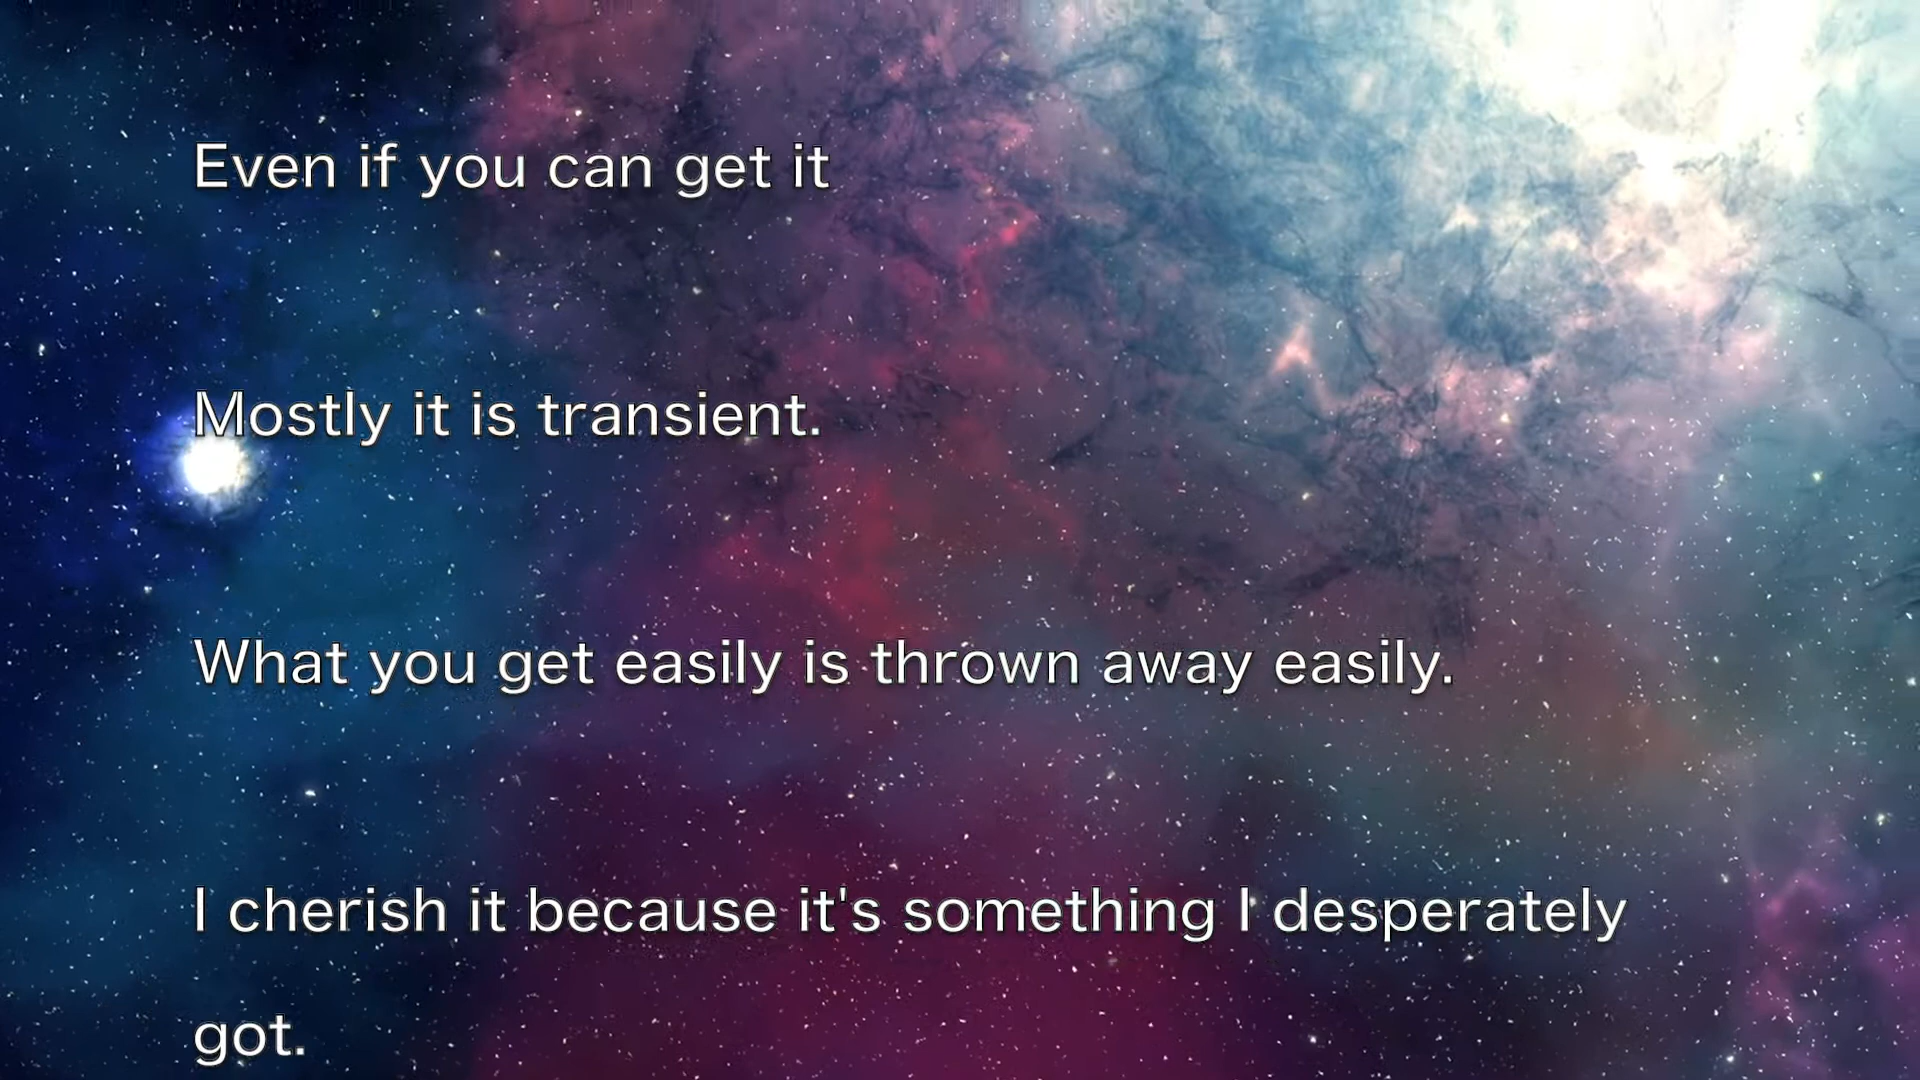 Even if you can get it
Mostly it is transient.
What you get easily is thrown away easily.
I cherish it because it's something I desperately
got.